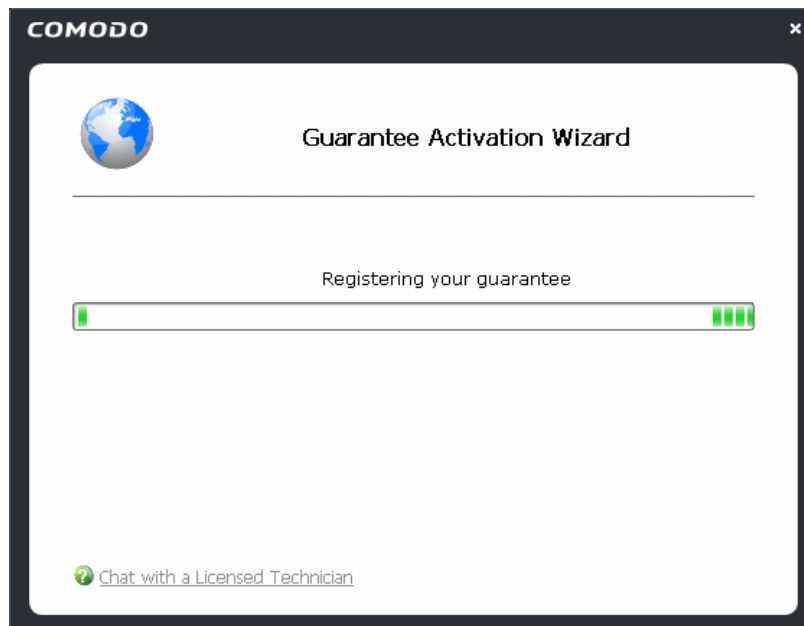 COMODO
Guarantee Activation Wizard
Registering your guarantee
Chat with a Licensed Technician